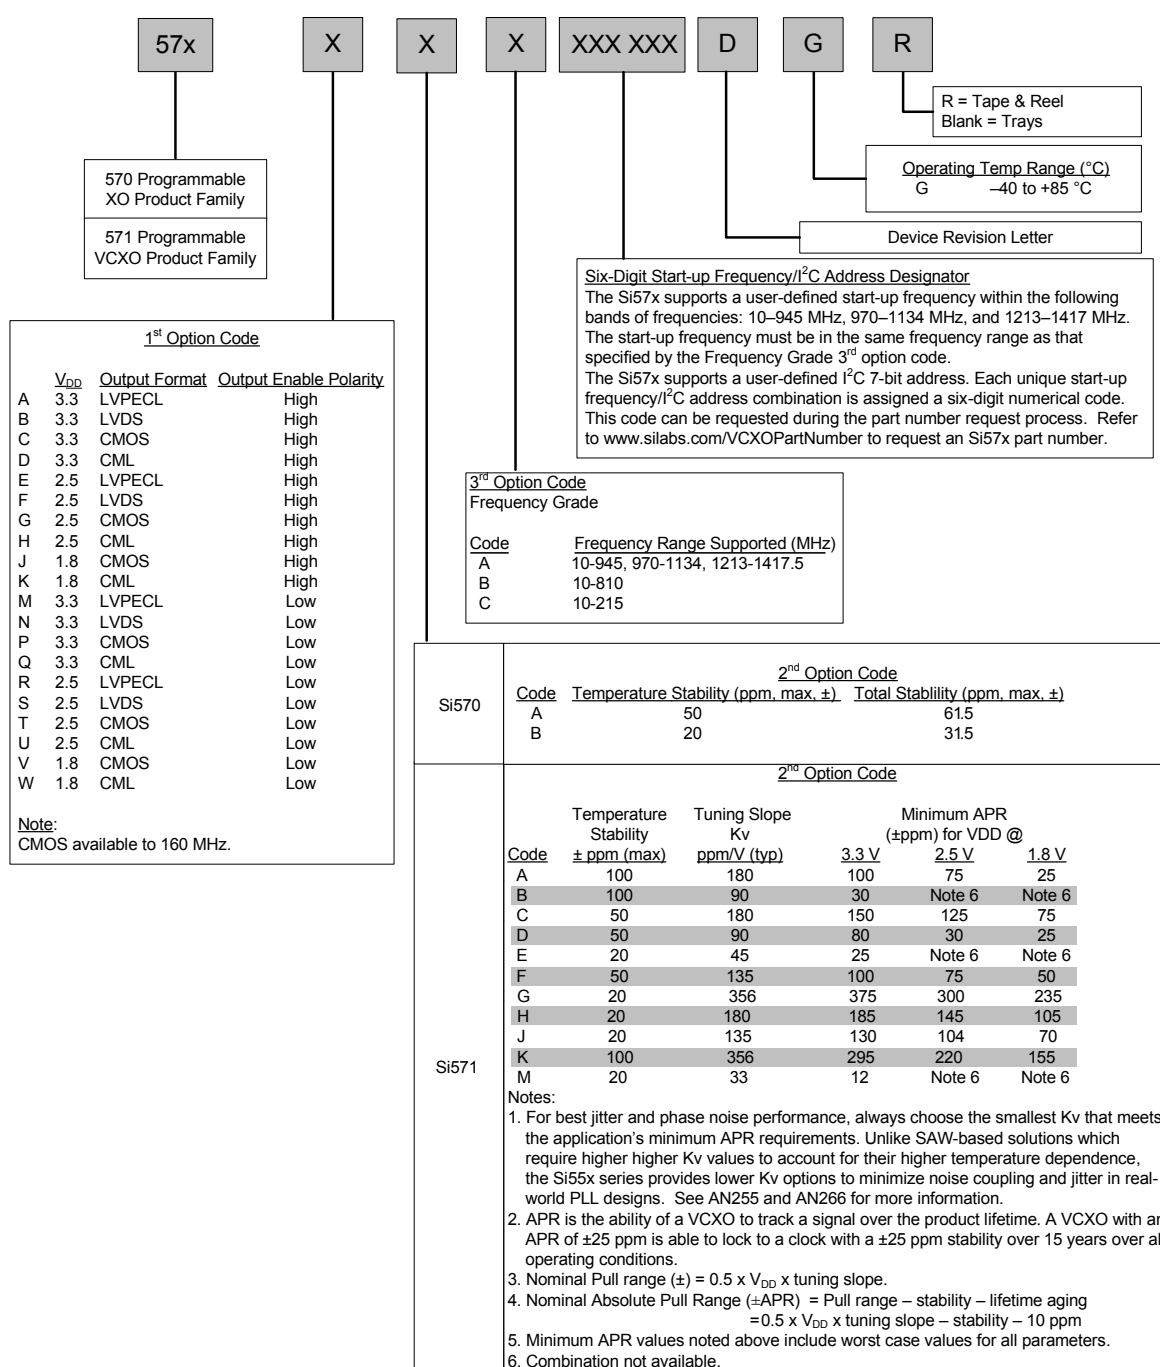 57x X X X XXX XXX D G R
R = Tape & Reel
Blank = Trays
Operating Temp Range (°C)
G –40 to +85 °C
Device Revision Letter
570 Programmable
XO Product Family
571 Programmable
VCXO Product Family
Six-Digit Start-up Frequency/I²C Address Designator
The Si57x supports a user-defined start-up frequency within the following
bands of frequencies: 10–945 MHz, 970–1134 MHz, and 1213–1417 MHz.
The start-up frequency must be in the same frequency range as that
specified by the Frequency Grade 3rd option code.
The Si57x supports a user-defined I²C 7-bit address. Each unique start-up
frequency/I²C address combination is assigned a six-digit numerical code.
This code can be requested during the part number request process. Refer
to www.silabs.com/VCXOPartNumber to request an Si57x part number.
1st Option Code
VDD Output Format Output Enable Polarity
A 3.3 LVPECL High
B 3.3 LVDS High
C 3.3 CMOS High
D 3.3 CML High
E 2.5 LVPECL High
F 2.5 LVDS High
G 2.5 CMOS High
H 2.5 CML High
J 1.8 CMOS High
K 1.8 CML High
M 3.3 LVPECL Low
N 3.3 LVDS Low
P 3.3 CMOS Low
Q 3.3 CML Low
R 2.5 LVPECL Low
S 2.5 LVDS Low
T 2.5 CMOS Low
U 2.5 CML Low
V 1.8 CMOS Low
W 1.8 CML Low
Note:
CMOS available to 160 MHz.
3rd Option Code
Frequency Grade
Code Frequency Range Supported (MHz)
A 10-945, 970-1134, 1213-1417.5
B 10-810
C 10-215
Si570
2nd Option Code
Code Temperature Stability (ppm, max, ±) Total Stablility (ppm, max, ±)
A 50 61.5
B 20 31.5
Si571
2nd Option Code
Temperature Tuning Slope Minimum APR
Stability Kv (±ppm) for VDD @
Code ± ppm (max) ppm/V (typ) 3.3 V 2.5 V 1.8 V
A 100 180 100 75 25
B 100 90 30 Note 6 Note 6
C 50 180 150 125 75
D 50 90 80 30 25
E 20 45 25 Note 6 Note 6
F 50 135 100 75 50
G 20 356 375 300 235
H 20 180 185 145 105
J 20 135 130 104 70
K 100 356 295 220 155
M 20 33 12 Note 6 Note 6
Notes:
1. For best jitter and phase noise performance, always choose the smallest Kv that meets
the application's minimum APR requirements. Unlike SAW-based solutions which
require higher higher Kv values to account for their higher temperature dependence,
the Si55x series provides lower Kv options to minimize noise coupling and jitter in real-
world PLL designs. See AN255 and AN266 for more information.
2. APR is the ability of a VCXO to track a signal over the product lifetime. A VCXO with an
APR of ±25 ppm is able to lock to a clock with a ±25 ppm stability over 15 years over al
operating conditions.
3. Nominal Pull range (±) = 0.5 x VDD x tuning slope.
4. Nominal Absolute Pull Range (±APR) = Pull range – stability – lifetime aging
=0.5 x VDD x tuning slope – stability – 10 ppm
5. Minimum APR values noted above include worst case values for all parameters.
6. Combination not available.